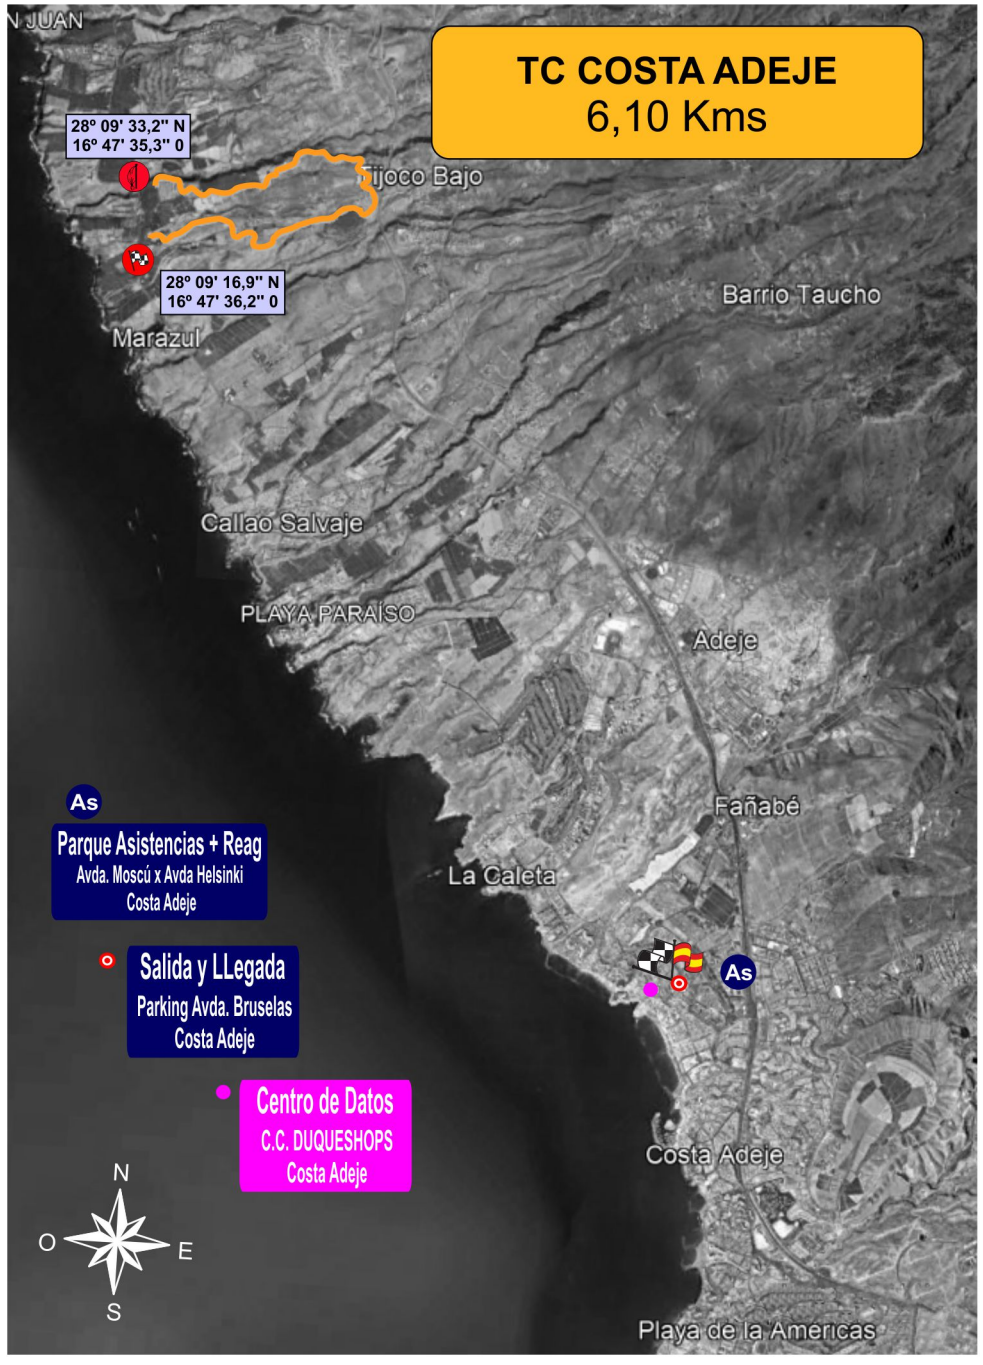 N JUAN
TC COSTA ADEJE
6,10 Kms
28º 09' 33,2" N
16º 47' 35,3" 0
Tijoco Bajo
28º 09' 16,9" N
16º 47' 36,2" 0
Barrio Taucho
Marazul
Callao Salvaje
PLAYA PARAÍSO
Adeje
As
Parque Asistencias + Reag
Avda. Moscú x Avda Helsinki
Costa Adeje
Fañabé
La Caleta
Salida y LLegada
Parking Avda. Bruselas
Costa Adeje
As
Centro de Datos
C.C. DUQUESHOPS
Costa Adeje
Costa Adeje
N
O
E
S
Playa de la Américas